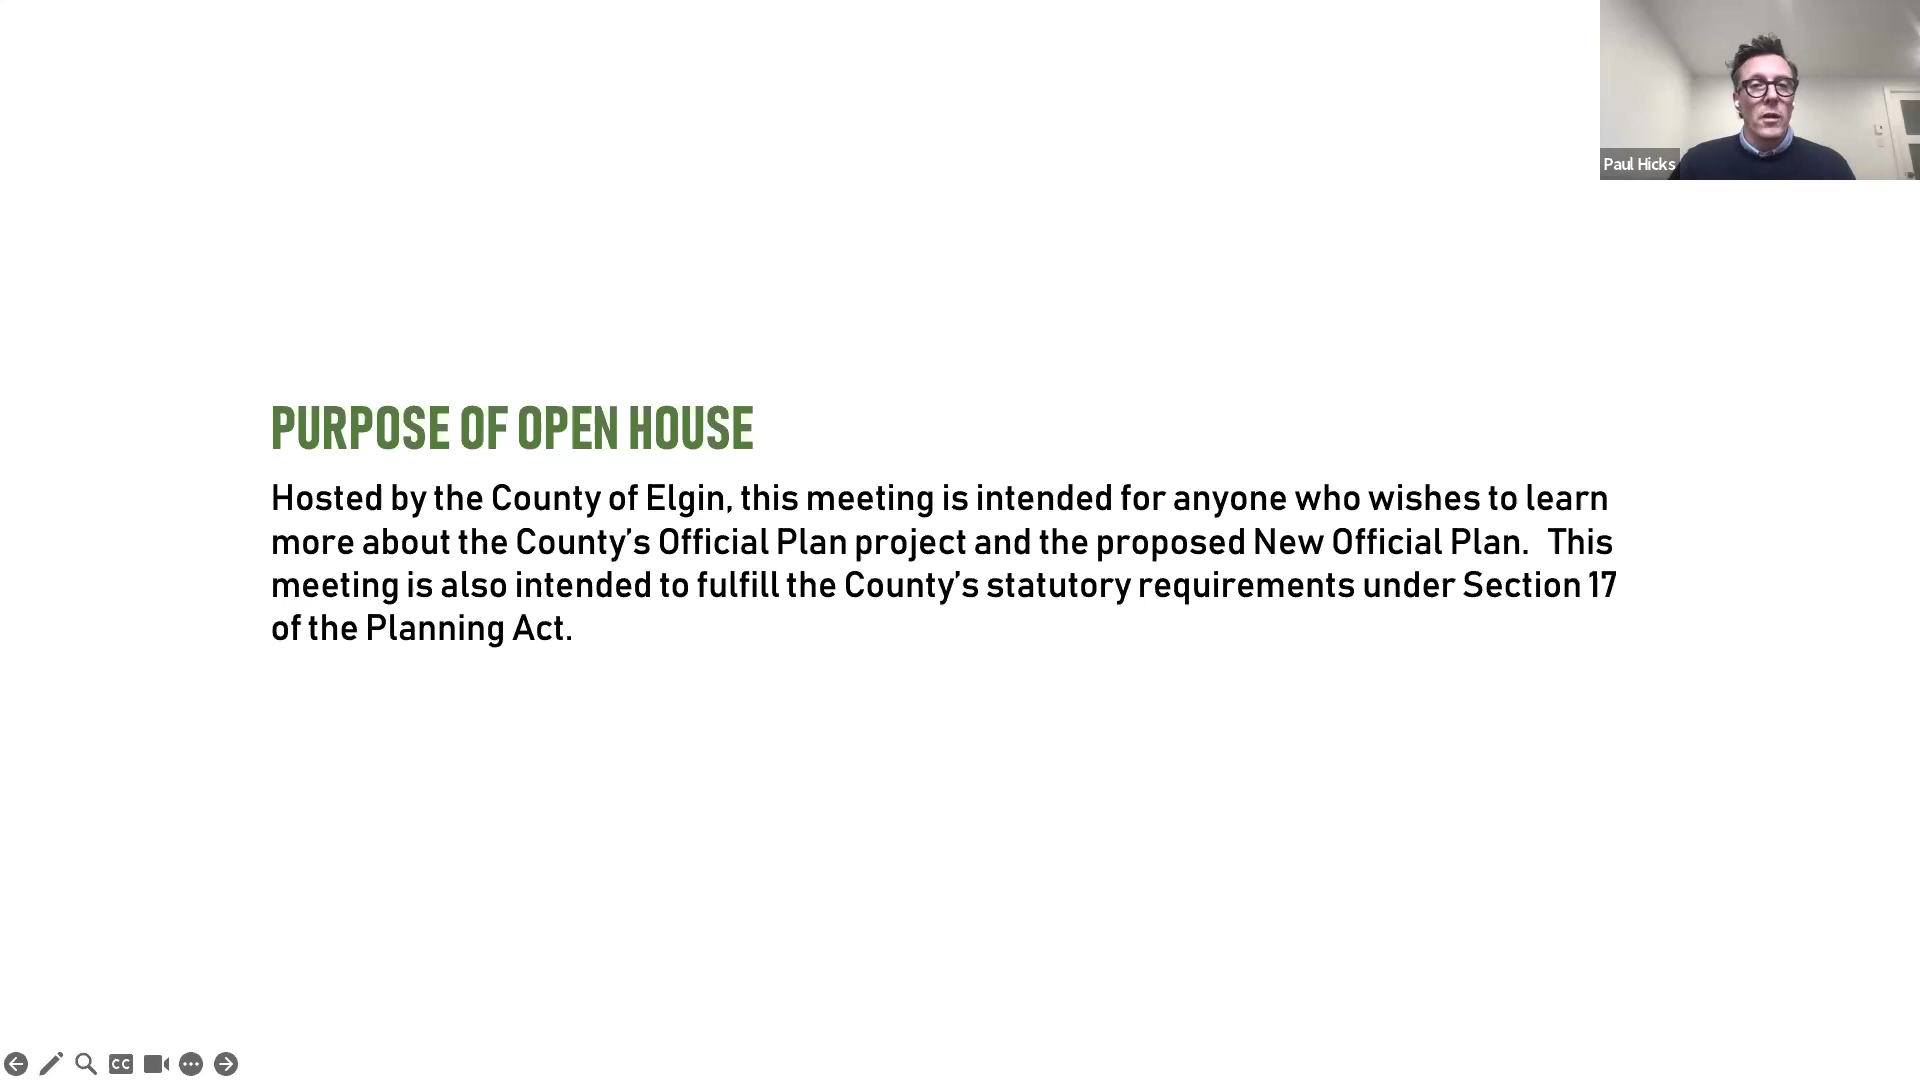 Paul Hicks
PURPOSE OF OPEN HOUSE
Hosted by the County of Elgin, this meeting is intended for anyone who wishes to learn
more about the County’s Official Plan project and the proposed New Official Plan.  This
meeting is also intended to fulfill the County’s statutory requirements under Section 17
of the Planning Act.
CC